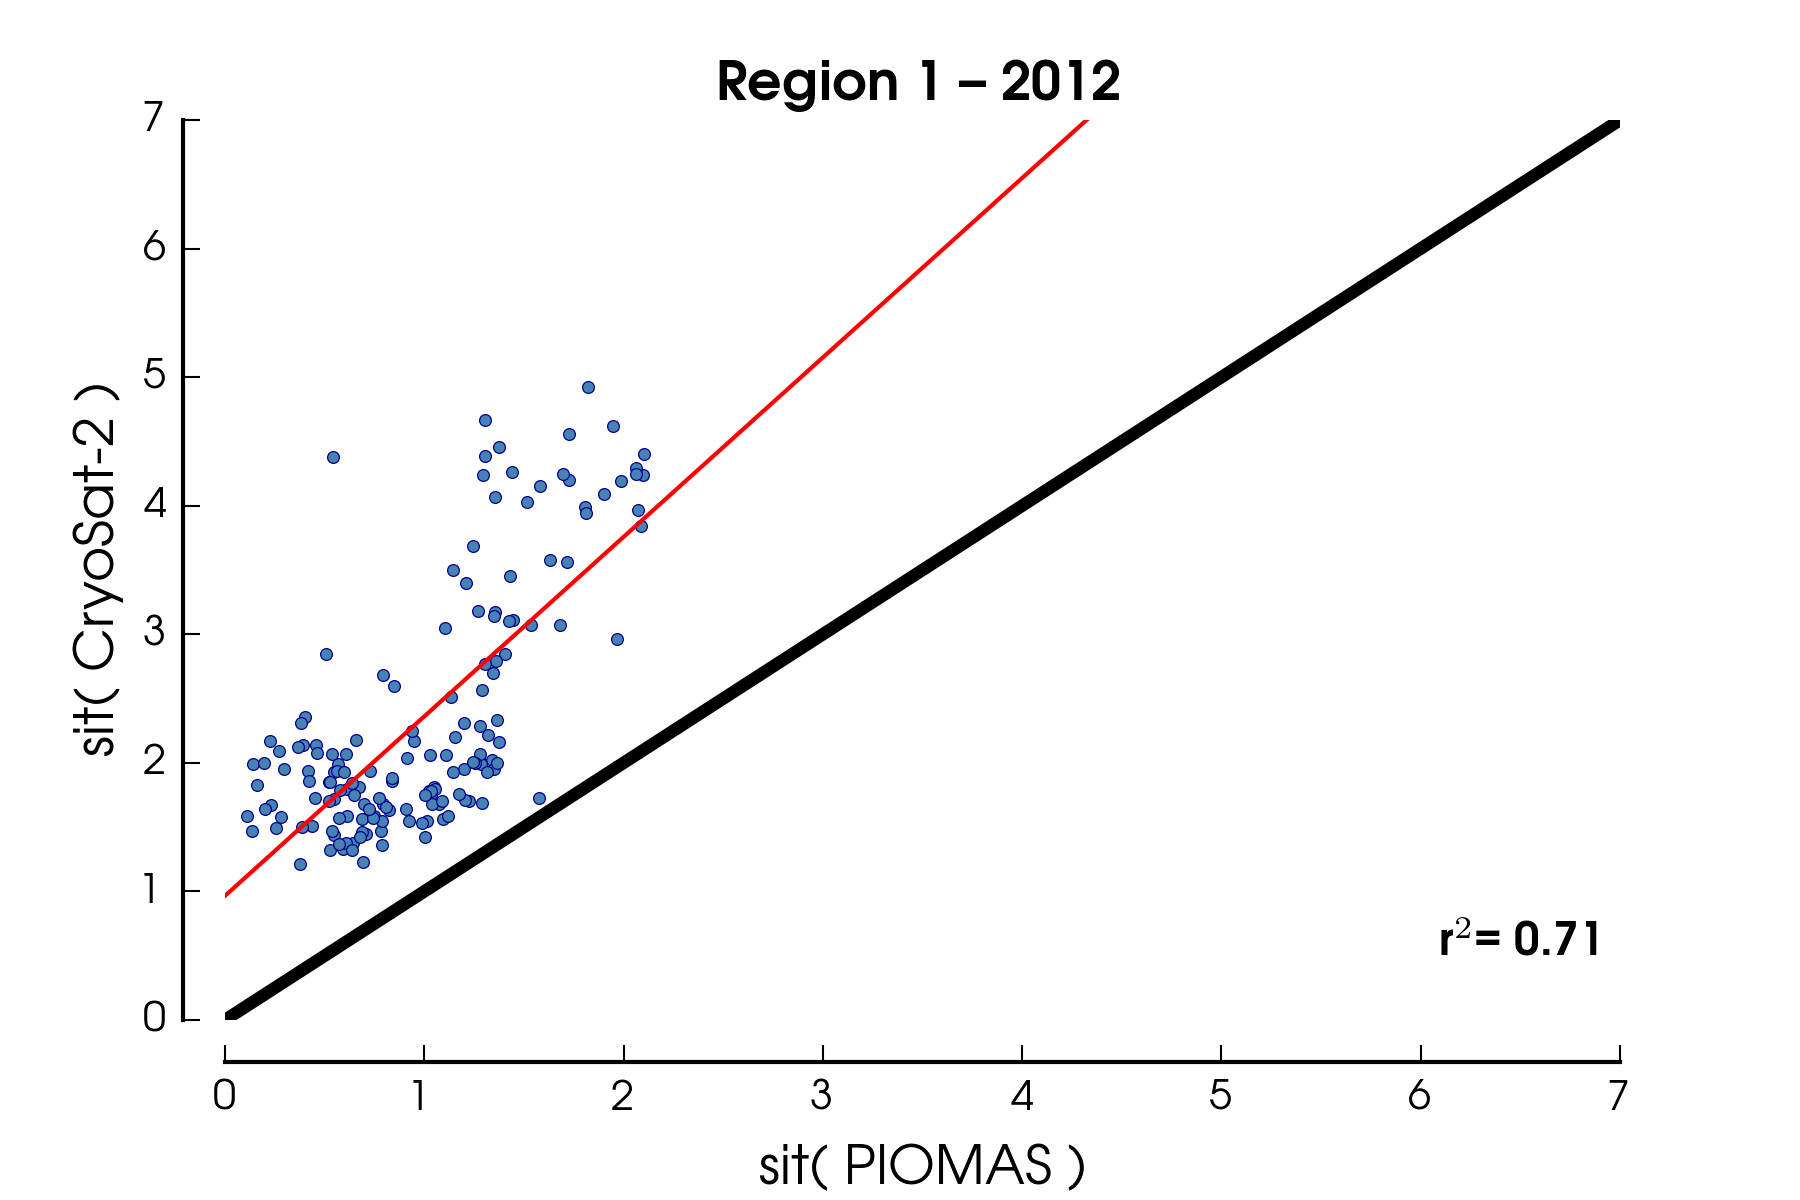 Region 1 – 2012
7
6
5
4
3
2
1
0
sit( CryoSat-2 )
r²= 0.71
0 1 2 3 4 5 6 7
sit( PIOMAS )